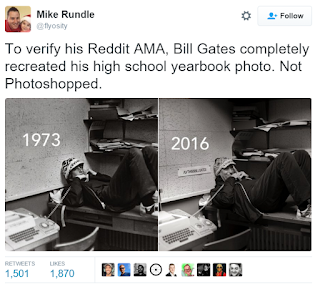 Mike Rundle
@flyosity
Follow
To verify his Reddit AMA, Bill Gates completely
recreated his high school yearbook photo. Not
Photoshopped.
1973
2016
RETWEETS
LIKES
1,501
1,870